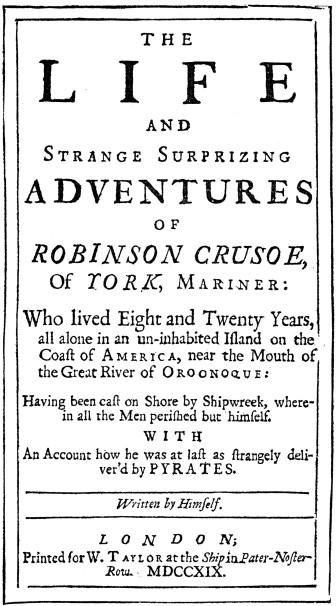 THE
LIFE
AND
STRANGE SURPRIZING
ADVENTURES
OF
ROBINSON CRUSOE,
Of YORK, MARINER:
Who lived Eight and Twenty Years,
all alone in an un-inhabited Iſland on the
Coaſt of AMERICA, near the Mouth of
the Great River of OROONOQUE:
Having been caſt on Shore by Shipwreck, where-
in all the Men periſhed but himſelf.
WITH
An Account how he was at laſt as ſtrangely deli-
ver'd by PYRATES.
Written by Himſelf.
LONDON;
Printed for W. TAYLOR at the Ship in Pater-Noſter-
Row. MDCCXIX.